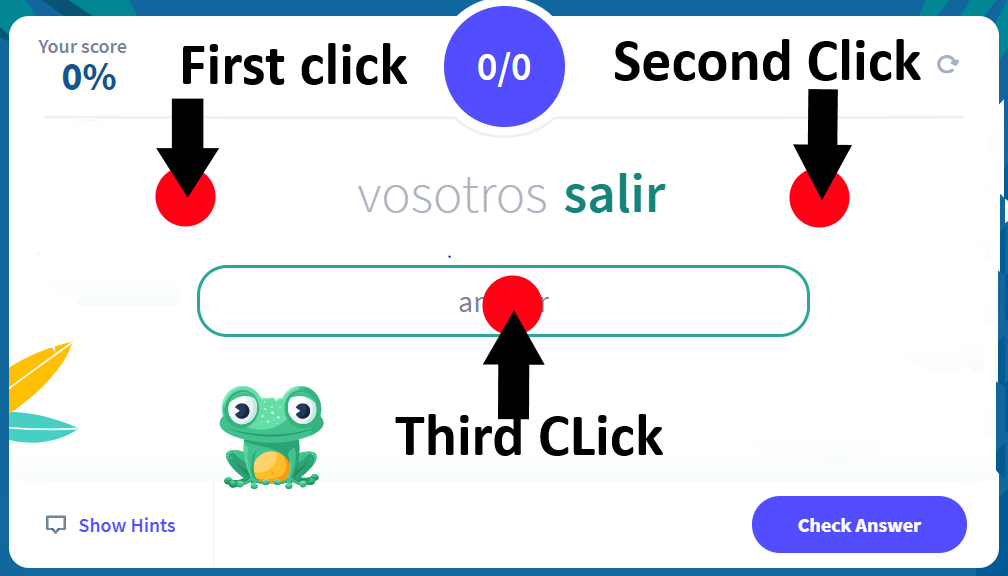 Your score
0%
First click
0/0
Second Click
vosotros salir
Third CLick
Show Hints
Check Answer